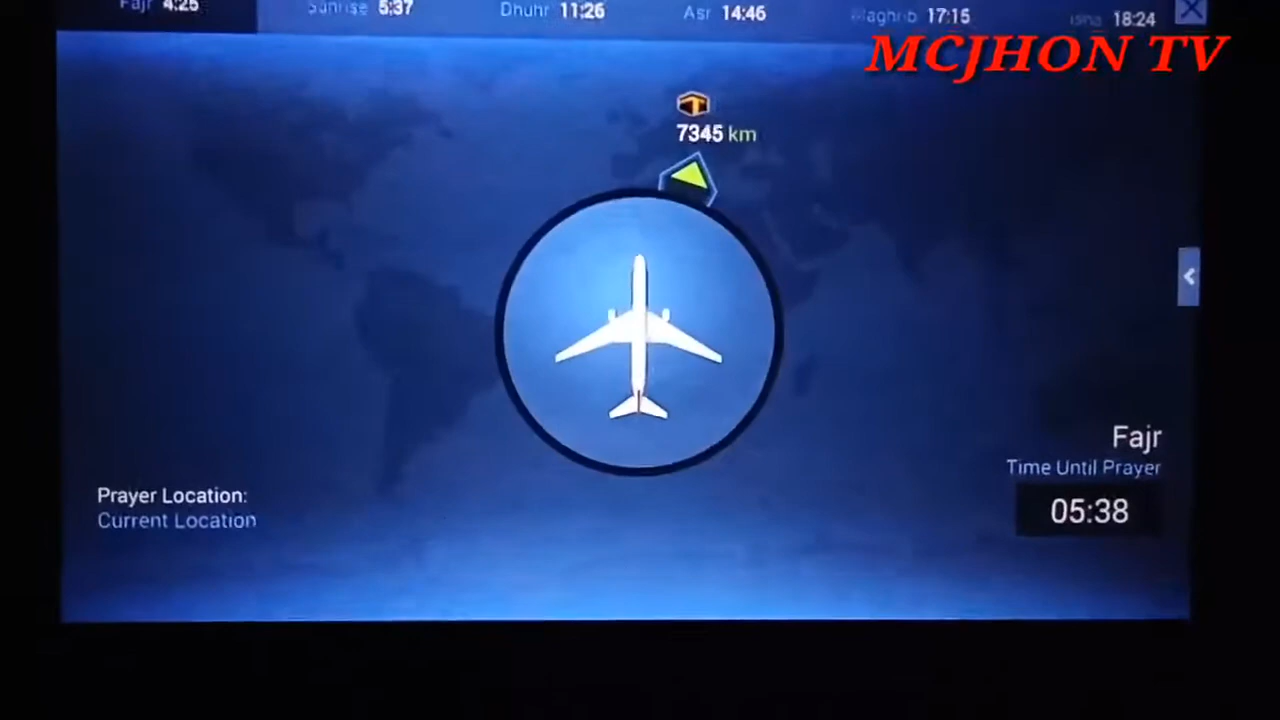 Fajr 4:25 Sunrise 5:37 Dhuhr 11:26 Asr 14:46 Maghrib 17:15 Isha 18:24
MCJHON TV
7345 km
Fajr
Time Until Prayer
05:38
Prayer Location:
Current Location